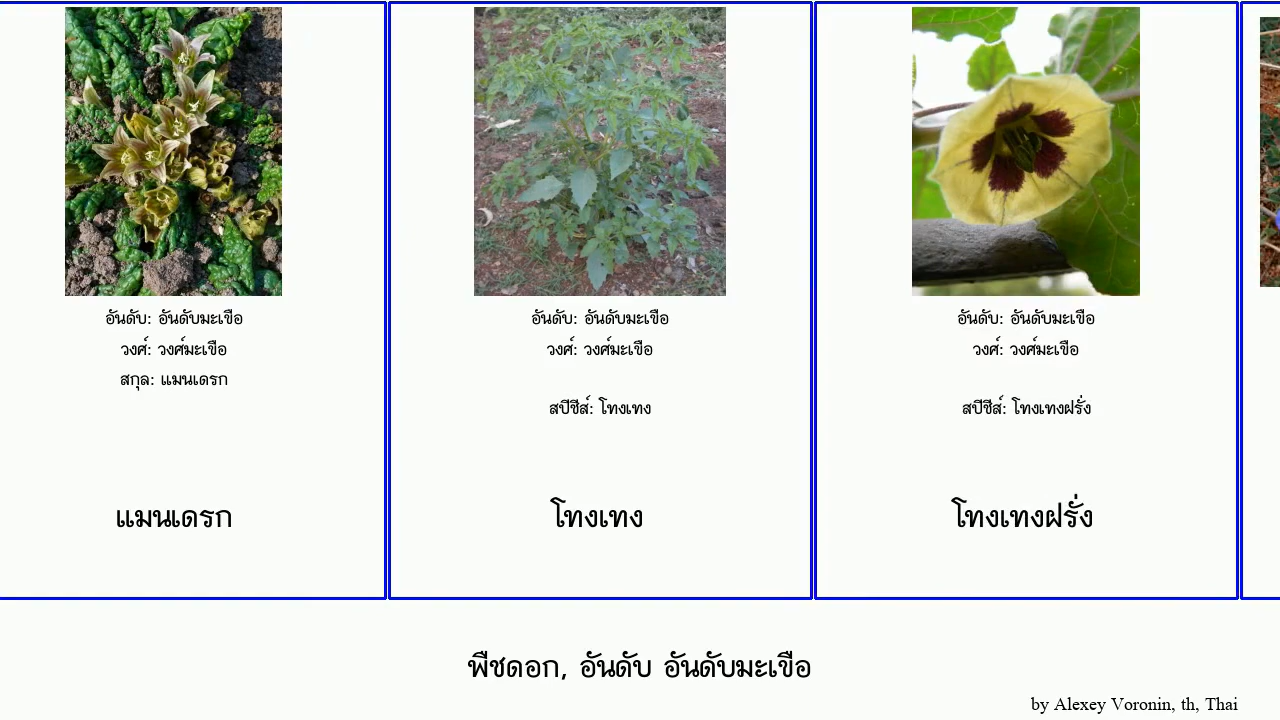 อันดับ: อันดับมะเขือ
วงศ์: วงศ์มะเขือ
สกุล: แมนเดรก
แมนเดรก
อันดับ: อันดับมะเขือ
วงศ์: วงศ์มะเขือ
สปีชีส์: โทงเทง
โทงเทง
อันดับ: อันดับมะเขือ
วงศ์: วงศ์มะเขือ
สปีชีส์: โทงเทงฝรั่ง
โทงเทงฝรั่ง
พืชดอก, อันดับ อันดับมะเขือ
by Alexey Voronin, th, Thai